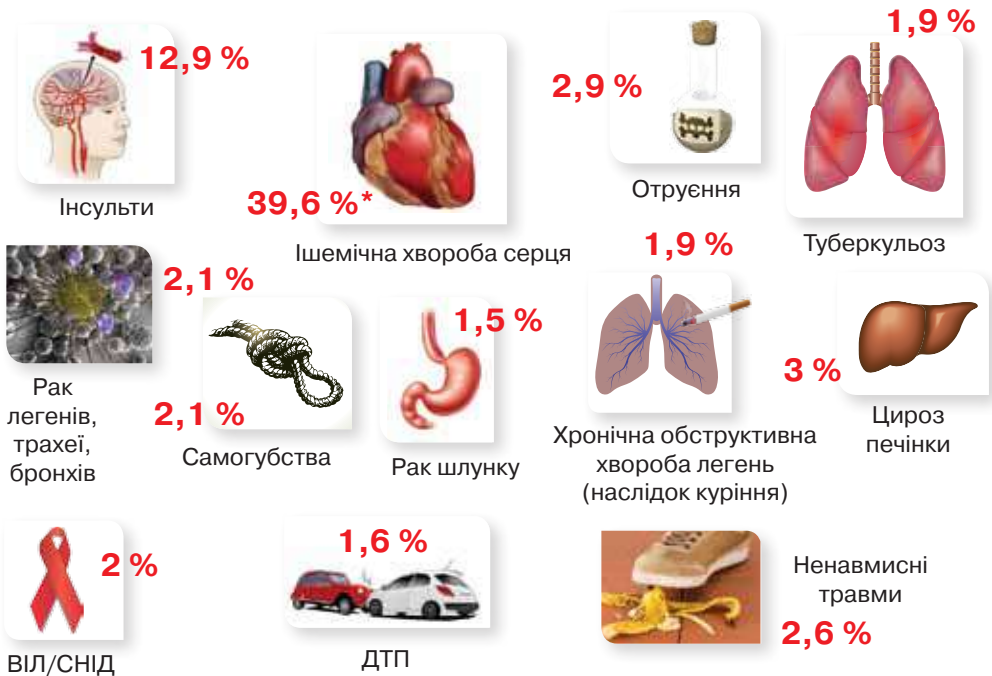 12,9 %
Інсульти
39,6 %*
Ішемічна хвороба серця
2,9 %
Отруєння
1,9 %
Туберкульоз
2,1 %
Рак
легенів,
трахеї,
бронхів
2,1 %
Самогубства
1,5 %
Рак шлунку
1,9 %
Хронічна обструктивна
хвороба легень
(наслідок куріння)
3 %
Цироз
печінки
2 %
ВІЛ/СНІД
1,6 %
ДТП
Ненавмисні
травми
2,6 %